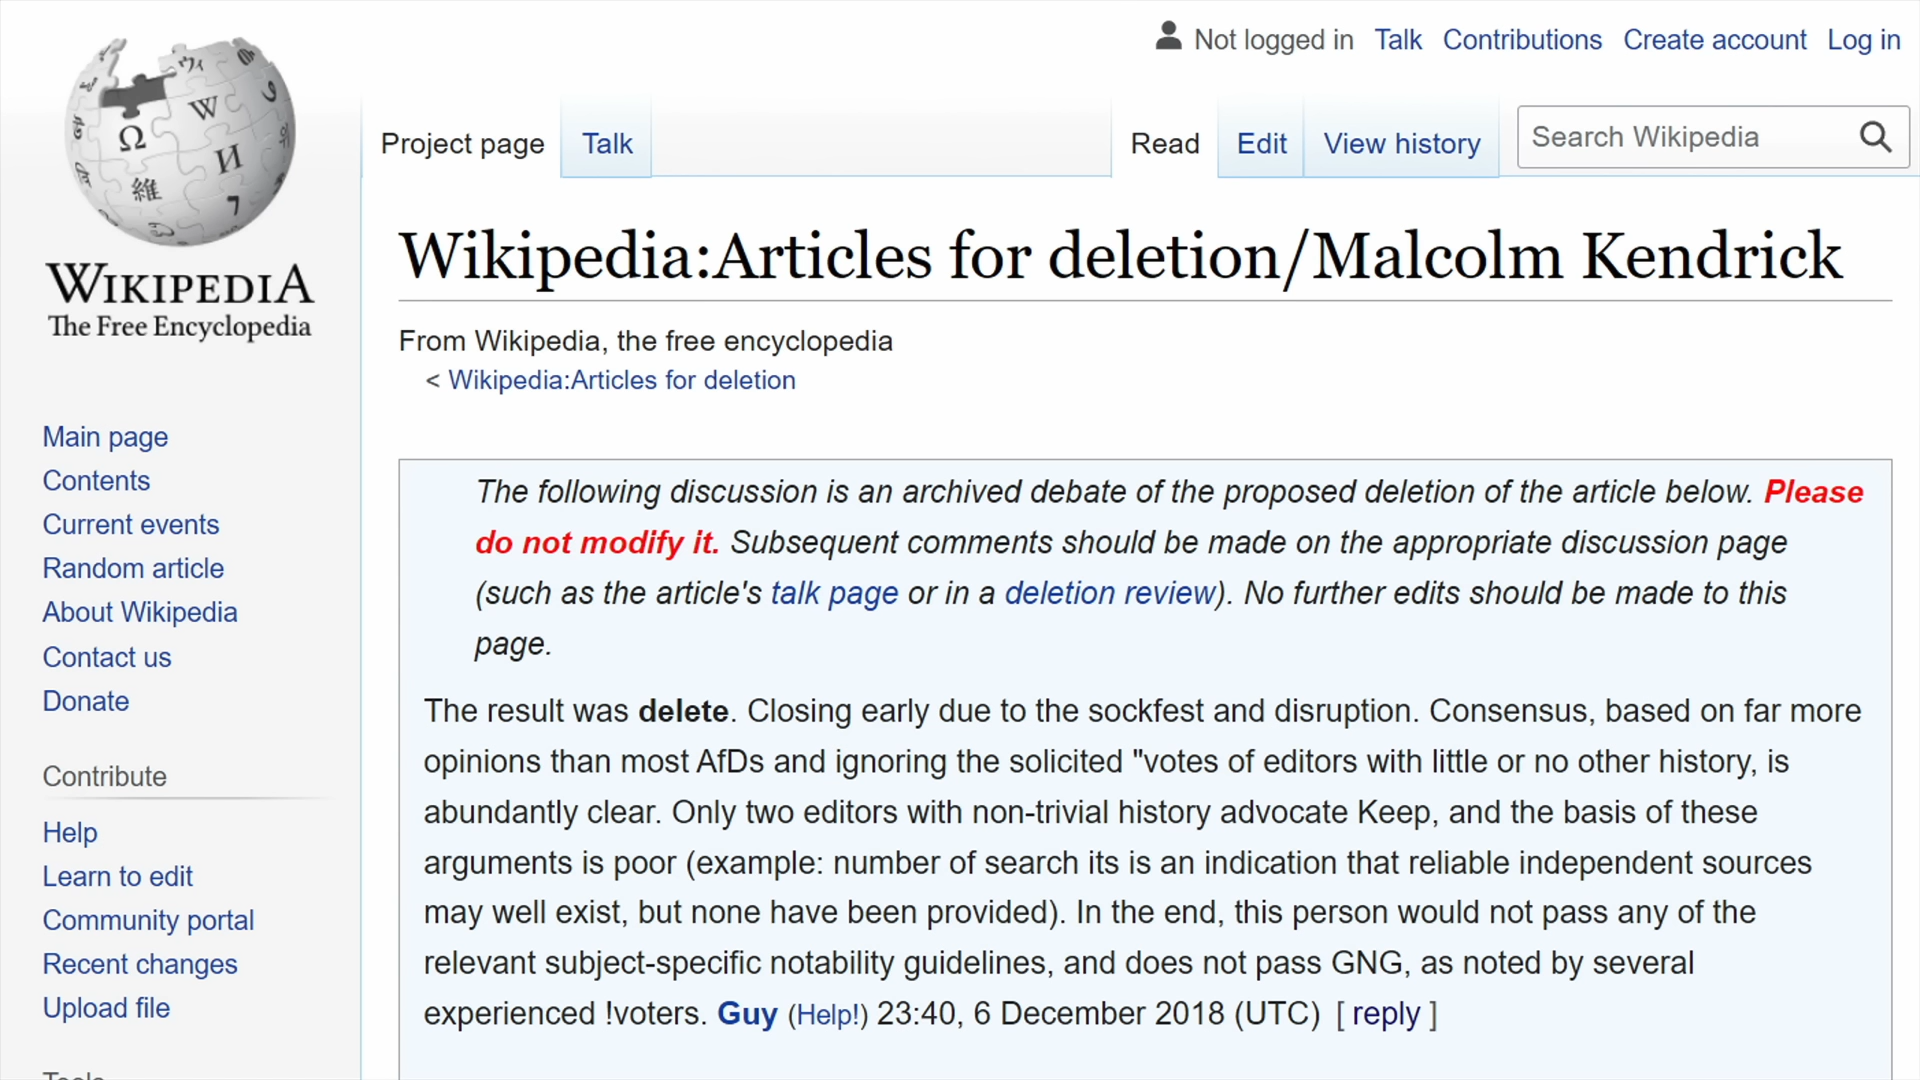 Not logged in Talk Contributions Create account Log in
Project page Talk Read Edit View history Search Wikipedia
Ω W И 維 ウィ 7
WIKIPEDIA
The Free Encyclopedia
Main page
Contents
Current events
Random article
About Wikipedia
Contact us
Donate
Contribute
Help
Learn to edit
Community portal
Recent changes
Upload file
Tools
Wikipedia:Articles for deletion/Malcolm Kendrick
From Wikipedia, the free encyclopedia
< Wikipedia:Articles for deletion
The following discussion is an archived debate of the proposed deletion of the article below. Please
do not modify it. Subsequent comments should be made on the appropriate discussion page
(such as the article's talk page or in a deletion review). No further edits should be made to this
page.
The result was delete. Closing early due to the sockfest and disruption. Consensus, based on far more
opinions than most AfDs and ignoring the solicited "votes of editors with little or no other history, is
abundantly clear. Only two editors with non-trivial history advocate Keep, and the basis of these
arguments is poor (example: number of search its is an indication that reliable independent sources
may well exist, but none have been provided). In the end, this person would not pass any of the
relevant subject-specific notability guidelines, and does not pass GNG, as noted by several
experienced !voters. Guy (Help!) 23:40, 6 December 2018 (UTC) [ reply ]